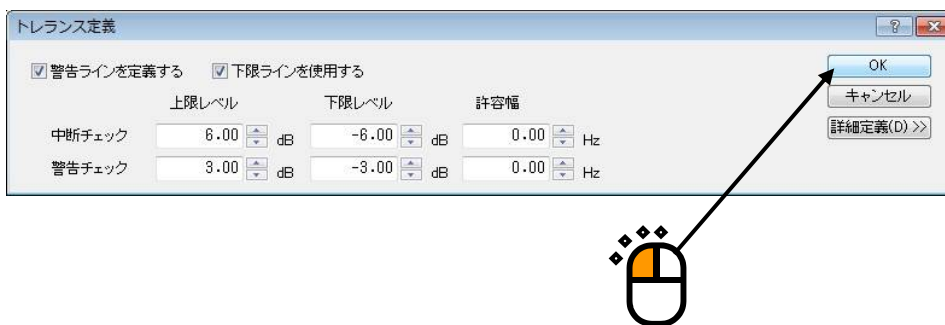 トレランス定義
警告ラインを定義する 下限ラインを使用する OK
上限レベル 下限レベル 許容幅 キャンセル
中断チェック 6.00 dB -6.00 dB 0.00 Hz 詳細定義(D) >>
警告チェック 3.00 dB -3.00 dB 0.00 Hz